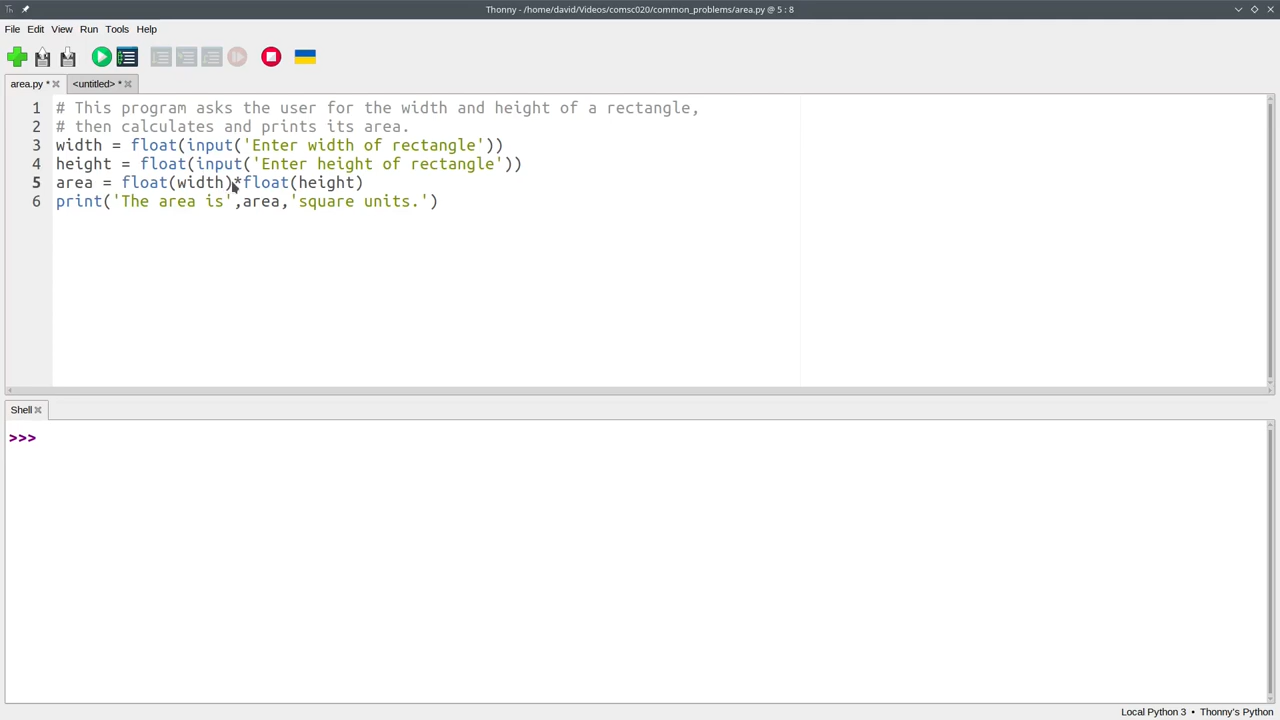 Thonny - /home/david/Videos/comsc020/common_problems/area.py @ 5 : 8
File Edit View Run Tools Help
area.py * <untitled> *
1 # This program asks the user for the width and height of a rectangle,
2 # then calculates and prints its area.
3 width = float(input('Enter width of rectangle'))
4 height = float(input('Enter height of rectangle'))
5 area = float(width)*float(height)
6 print('The area is',area,'square units.')
Shell
>>>
Local Python 3 • Thonny's Python